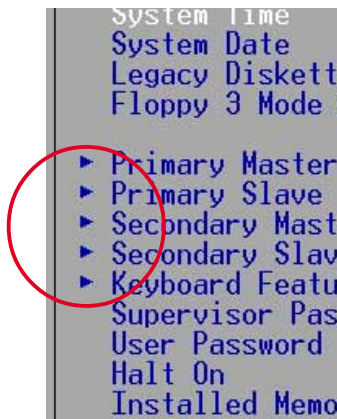 System Time
System Date
Legacy Diskett
Floppy 3 Mode
Primary Master
Primary Slave
Secondary Mast
Secondary Slav
Keyboard Featu
Supervisor Pas
User Password
Halt On
Installed Memo